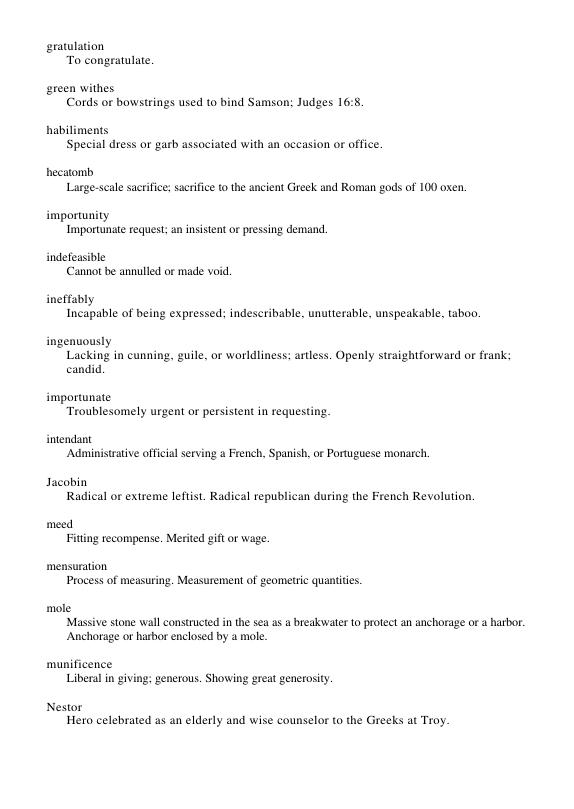 gratulation
To congratulate.
green withes
Cords or bowstrings used to bind Samson; Judges 16:8.
habiliments
Special dress or garb associated with an occasion or office.
hecatomb
Large-scale sacrifice; sacrifice to the ancient Greek and Roman gods of 100 oxen.
importunity
Importunate request; an insistent or pressing demand.
indefeasible
Cannot be annulled or made void.
ineffably
Incapable of being expressed; indescribable, unutterable, unspeakable, taboo.
ingenuously
Lacking in cunning, guile, or worldliness; artless. Openly straightforward or frank;
candid.
importunate
Troublesomely urgent or persistent in requesting.
intendant
Administrative official serving a French, Spanish, or Portuguese monarch.
Jacobin
Radical or extreme leftist. Radical republican during the French Revolution.
meed
Fitting recompense. Merited gift or wage.
mensuration
Process of measuring. Measurement of geometric quantities.
mole
Massive stone wall constructed in the sea as a breakwater to protect an anchorage or a harbor.
Anchorage or harbor enclosed by a mole.
munificence
Liberal in giving; generous. Showing great generosity.
Nestor
Hero celebrated as an elderly and wise counselor to the Greeks at Troy.